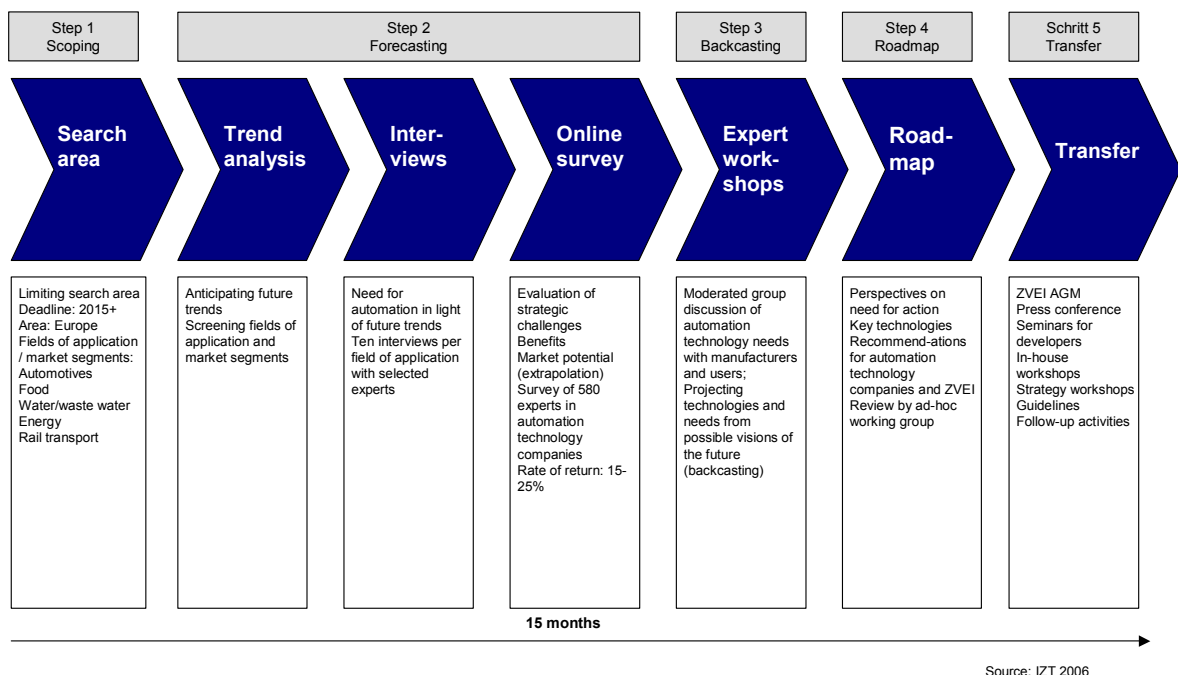 Step 1
Scoping
Step 2
Forecasting
Step 3
Backcasting
Step 4
Roadmap
Schritt 5
Transfer
Search
area
Trend
analysis
Inter-
views
Online
survey
Expert
work-
shops
Road-
map
Transfer
Limiting search area
Deadline: 2015+
Area: Europe
Fields of application
/ market segments:
Automotives
Food
Water/waste water
Energy
Rail transport
Anticipating future
trends
Screening fields of
application and
market segments
Need for
automation in light
of future trends
Ten interviews per
field of application
with selected
experts
Evaluation of
strategic
challenges
Benefits
Market potential
(extrapolation)
Survey of 580
experts in
automation
technology
companies
Rate of return: 15-
25%
Moderated group
discussion of
automation
technology needs
with manufacturers
and users;
Projecting
technologies and
needs from
possible visions of
the future
(backcasting)
Perspectives on
need for action
Key technologies
Recommend-ations
for automation
technology
companies and ZVEI
Review by ad-hoc
working group
ZVEI AGM
Press conference
Seminars for
developers
In-house
workshops
Strategy workshops
Guidelines
Follow-up activities
15 months
Source: IZT 2006